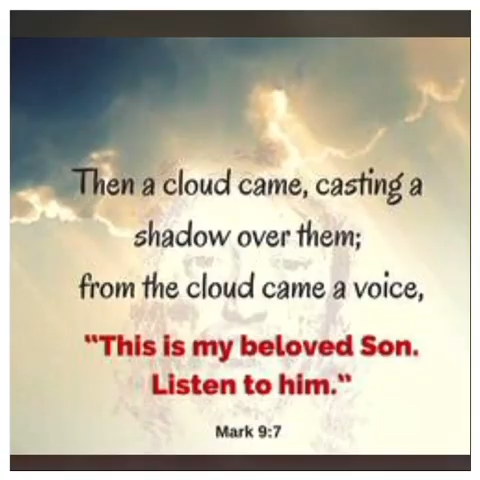 Then a cloud came, casting a
shadow over them;
from the cloud came a voice,
"This is my beloved Son.
Listen to him."
Mark 9:7